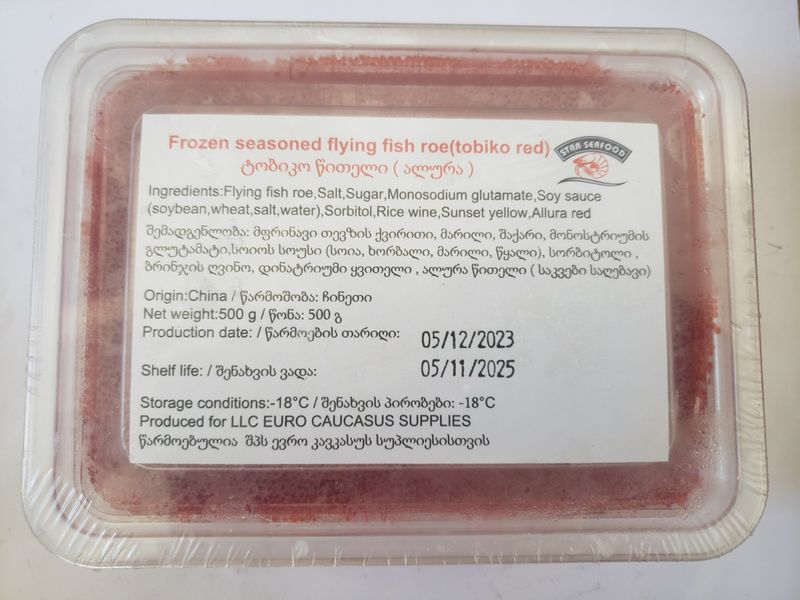 Frozen seasoned flying fish roe(tobiko red)
STAR SEAFOOD
ტობიკო წითელი ( ალურა )
Ingredients:Flying fish roe,Salt,Sugar,Monosodium glutamate,Soy sauce
(soybean,wheat,salt,water),Sorbitol,Rice wine,Sunset yellow,Allura red
შემადგენლობა: მფრინავი თევზის ქვირითი, მარილი, შაქარი, მონოსტრიუმის
გლუტამატი,სოიოს სოუსი (სოია, ხორბალი, მარილი, წყალი), სორბიტოლი ,
ბრინჯის ღვინო, დინატრიუმი ყვითელი , ალურა წითელი ( საკვები საღებავი)
Origin:China / წარმოშობა: ჩინეთი
Net weight:500 g / წონა: 500 გ
Production date: / წარმოების თარიღი: 05/12/2023
Shelf life: / შენახვის ვადა: 05/11/2025
Storage conditions:-18°C / შენახვის პირობები: -18°C
Produced for LLC EURO CAUCASUS SUPPLIES
წარმოებულია შპს ევრო კავკასუს სუპლიესისთვის